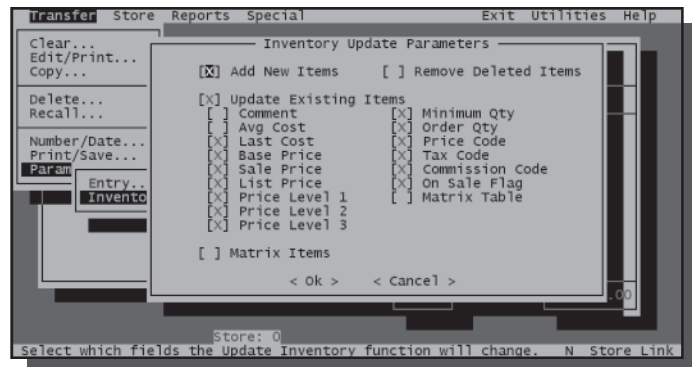 Transfer Store Reports Special Exit Utilities Help
Clear...
Edit/Print...
Copy...
Delete...
Recall...
Number/Date...
Print/Save...
Param
Entry..
Invento
Inventory Update Parameters
[X] Add New Items [ ] Remove Deleted Items
[X] Update Existing Items
[ ] Comment [X] Minimum Qty
[ ] Avg Cost [X] Order Qty
[X] Last Cost [X] Price Code
[X] Base Price [X] Tax Code
[X] Sale Price [X] Commission Code
[X] List Price [X] On Sale Flag
[X] Price Level 1 [ ] Matrix Table
[X] Price Level 2
[X] Price Level 3
[ ] Matrix Items
< Ok > < Cancel >
.00
Store: 0
Select which fields the Update Inventory function will change. N Store Link